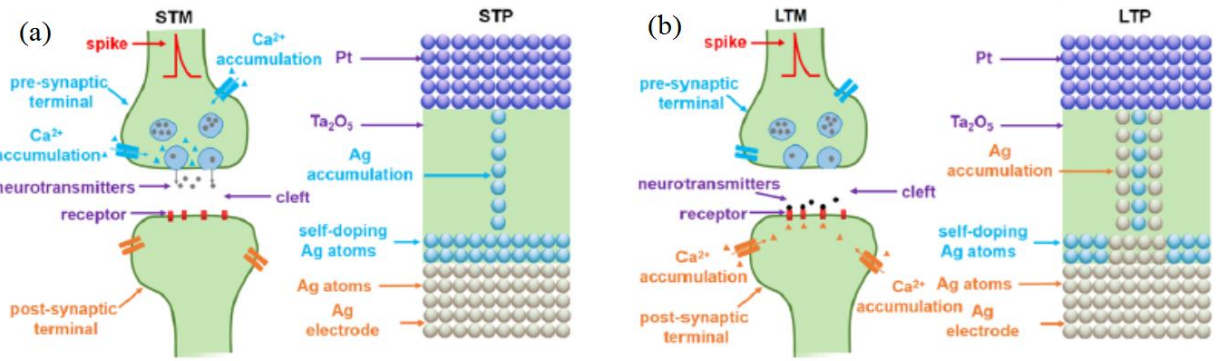 (a)
STM
spike
Ca²⁺
accumulation
pre-synaptic
terminal
Ca²⁺
accumulation
neurotransmitters
cleft
receptor
post-synaptic
terminal
STP
Pt
Ta₂O₅
Ag
accumulation
self-doping
Ag atoms
Ag atoms
Ag
electrode
(b)
LTM
spike
pre-synaptic
terminal
neurotransmitters
cleft
receptor
Ca²⁺
accumulation
Ca²⁺
accumulation
post-synaptic
terminal
LTP
Pt
Ta₂O₅
Ag
accumulation
self-doping
Ag atoms
Ag atoms
Ag
electrode